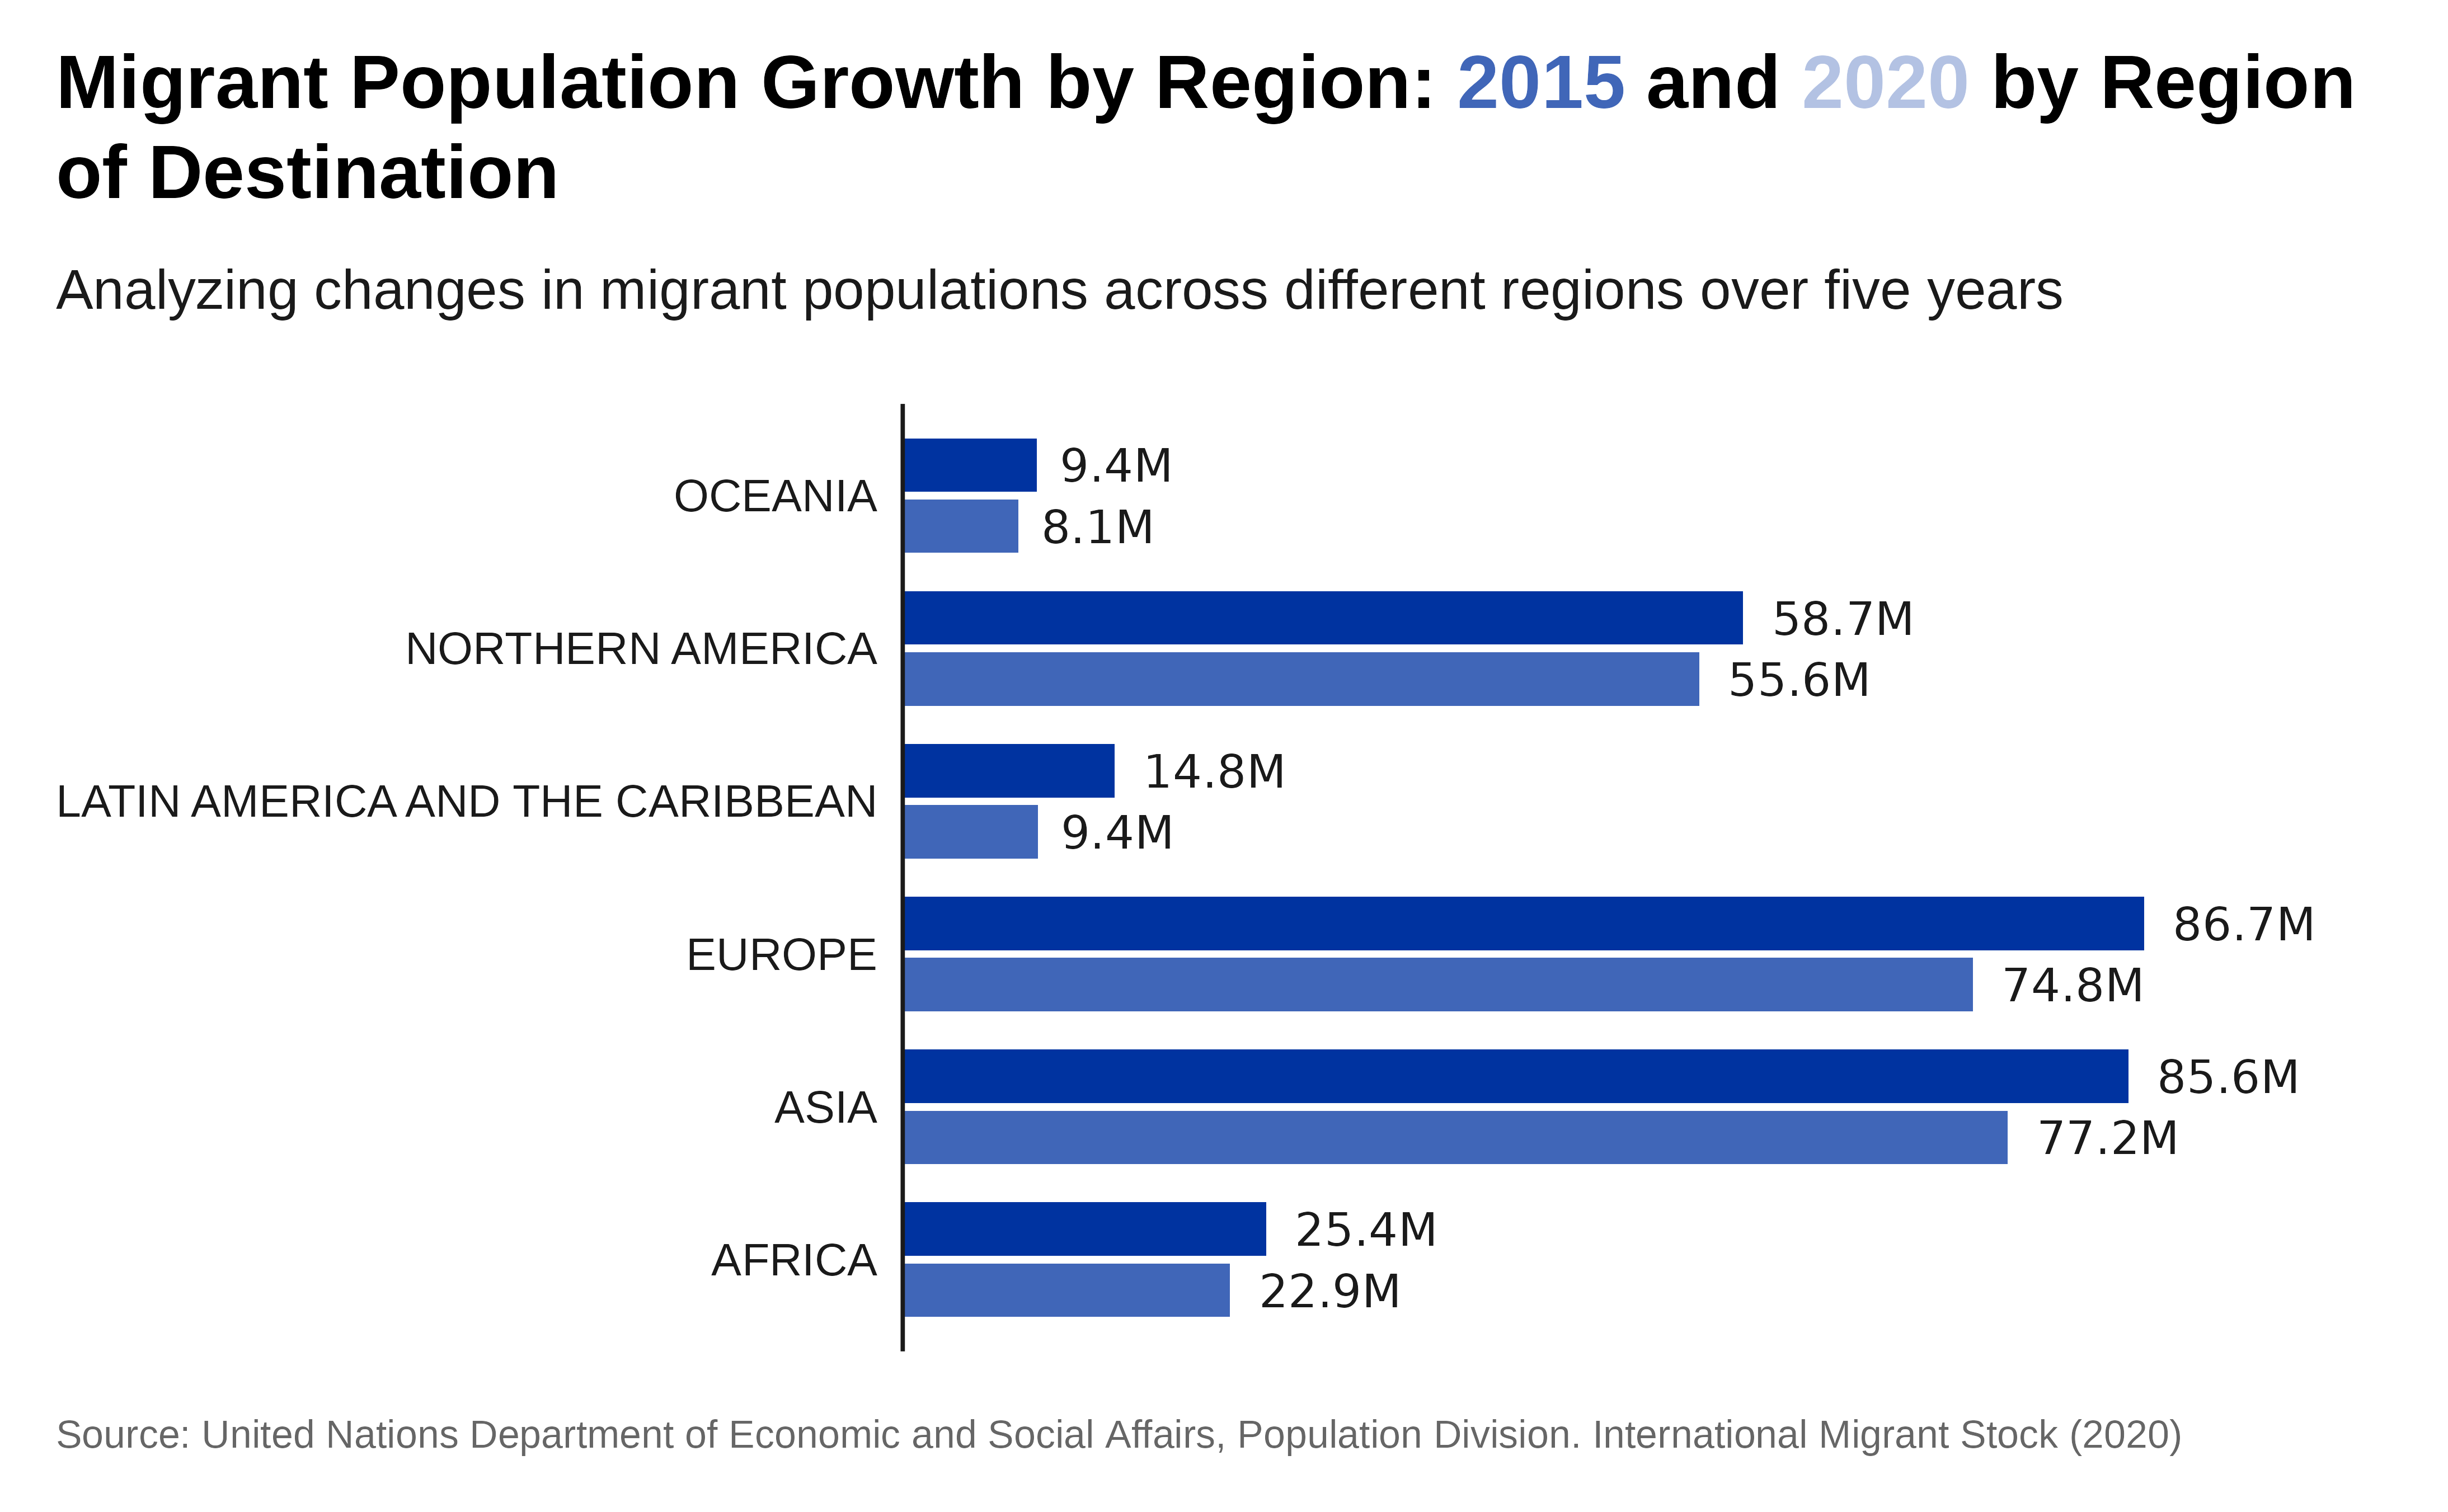 Migrant Population Growth by Region: 2015 and 2020 by Region
of Destination
Analyzing changes in migrant populations across different regions over five years
OCEANIA
9.4M
8.1M
NORTHERN AMERICA
58.7M
55.6M
LATIN AMERICA AND THE CARIBBEAN
14.8M
9.4M
EUROPE
86.7M
74.8M
ASIA
85.6M
77.2M
AFRICA
25.4M
22.9M
Source: United Nations Department of Economic and Social Affairs, Population Division. International Migrant Stock (2020)